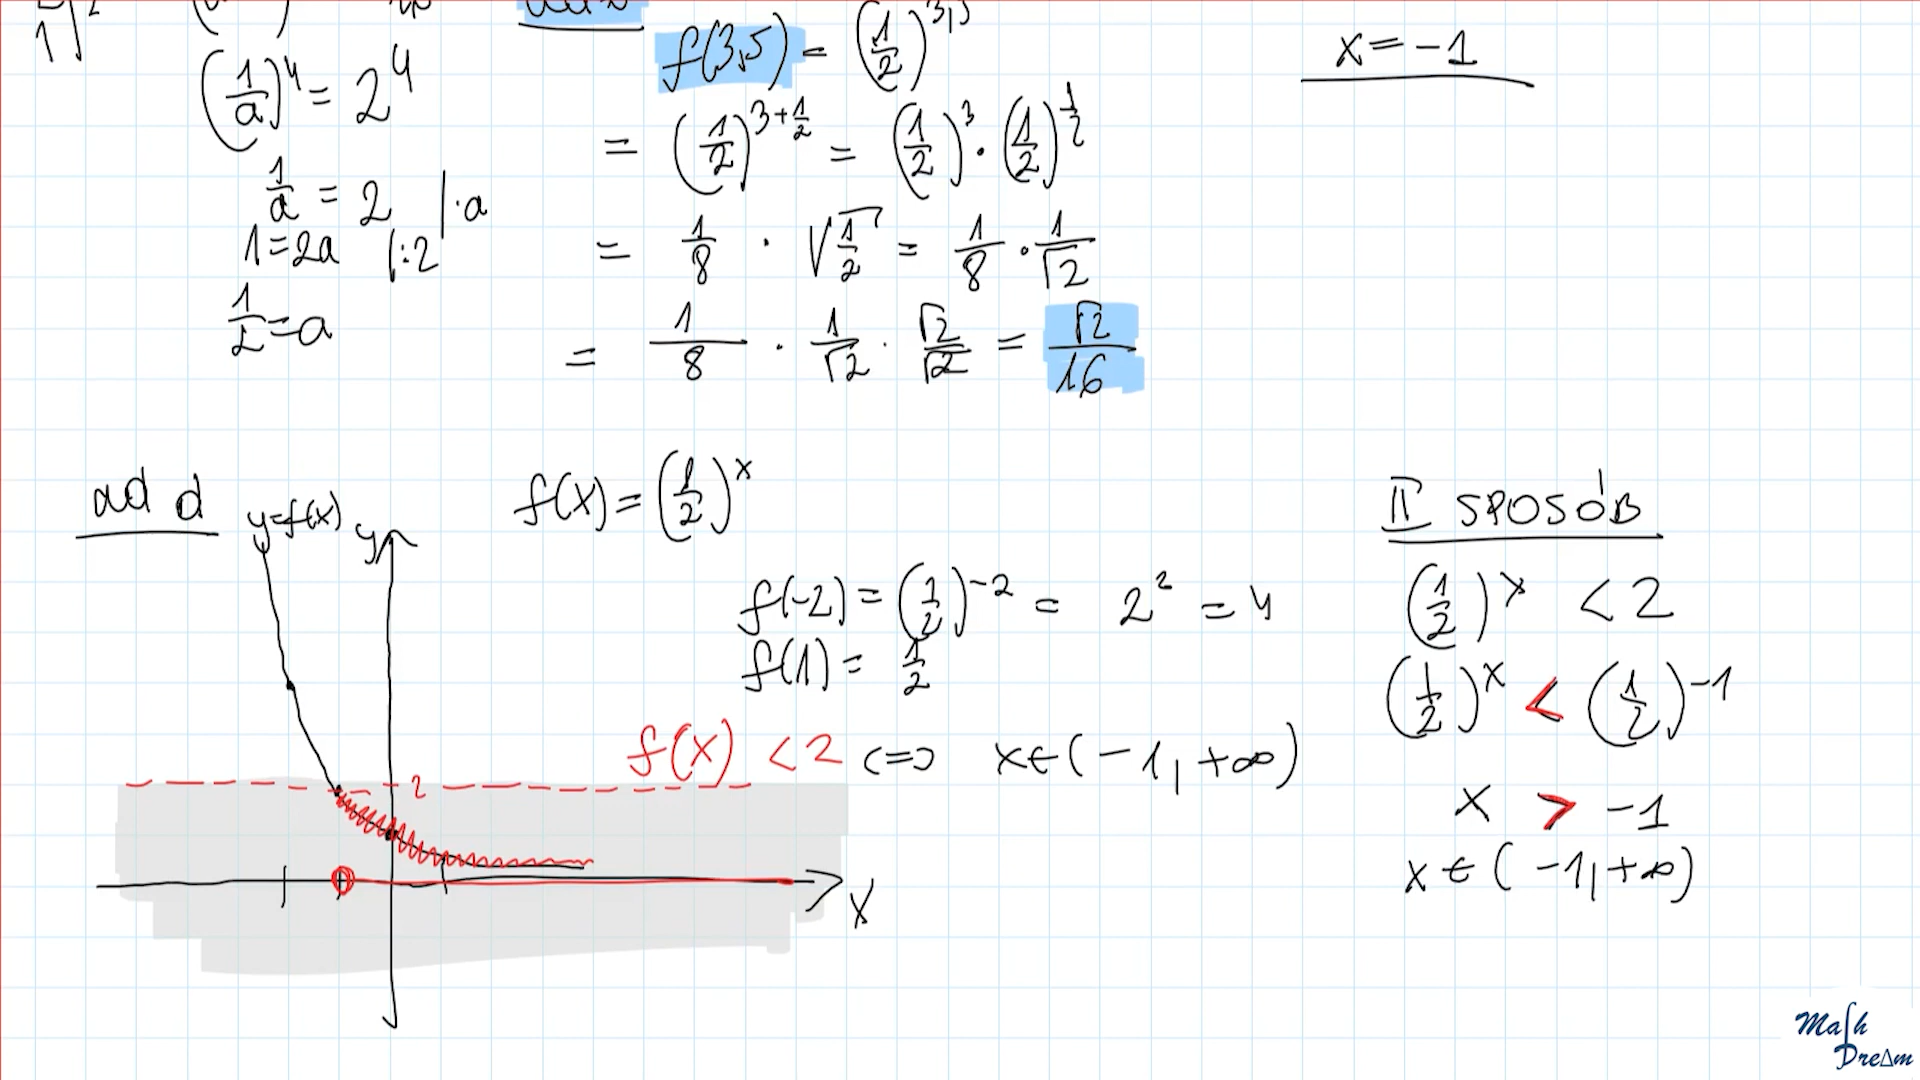 (1/a)^4 = 2^4
1/a = 2 |·a
1=2a |:2
1/2=a
f(3,5) = (1/2)^3,5
= (1/2)^(3+1/2) = (1/2)^3 · (1/2)^(1/2)
= 1/8 · √(1/2) = 1/8 · 1/√2
= 1/8 · 1/√2 · √2/√2 = √2/16
x=-1
ad d
y=f(x)
y
2
x
f(x) = (1/2)^x
f(-2) = (1/2)^-2 = 2^2 = 4
f(1) = 1/2
f(x) < 2 <=> x∈(-1,+∞)
II SPOSÓB
(1/2)^x < 2
(1/2)^x < (1/2)^-1
x > -1
x∈(-1,+∞)
Math
Dream